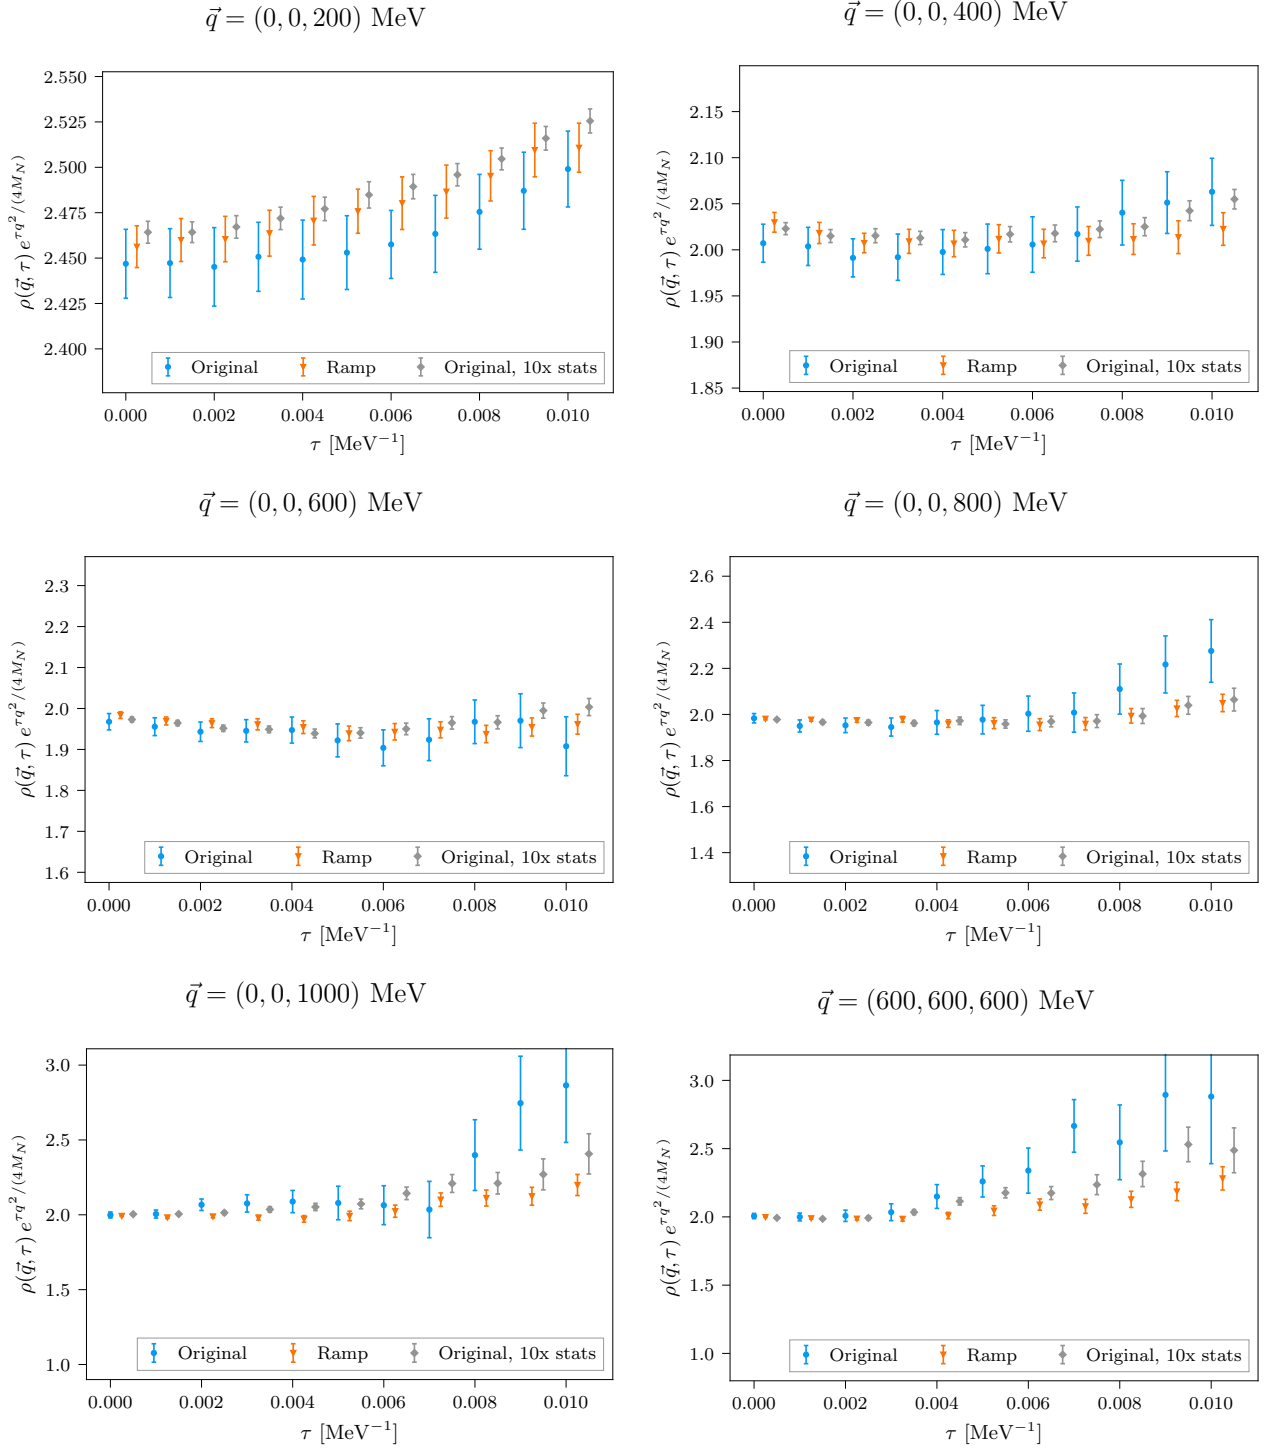 q⃗ = (0, 0, 200) MeV
2.550
2.525
2.500
2.475
2.450
2.425
2.400
ρ(q⃗, τ) e^{τq²/(4M_N)}
Original Ramp Original, 10x stats
0.000 0.002 0.004 0.006 0.008 0.010
τ [MeV⁻¹]
q⃗ = (0, 0, 400) MeV
2.15
2.10
2.05
2.00
1.95
1.90
1.85
ρ(q⃗, τ) e^{τq²/(4M_N)}
Original Ramp Original, 10x stats
0.000 0.002 0.004 0.006 0.008 0.010
τ [MeV⁻¹]
q⃗ = (0, 0, 600) MeV
2.3
2.2
2.1
2.0
1.9
1.8
1.7
1.6
ρ(q⃗, τ) e^{τq²/(4M_N)}
Original Ramp Original, 10x stats
0.000 0.002 0.004 0.006 0.008 0.010
τ [MeV⁻¹]
q⃗ = (0, 0, 800) MeV
2.6
2.4
2.2
2.0
1.8
1.6
1.4
ρ(q⃗, τ) e^{τq²/(4M_N)}
Original Ramp Original, 10x stats
0.000 0.002 0.004 0.006 0.008 0.010
τ [MeV⁻¹]
q⃗ = (0, 0, 1000) MeV
3.0
2.5
2.0
1.5
1.0
ρ(q⃗, τ) e^{τq²/(4M_N)}
Original Ramp Original, 10x stats
0.000 0.002 0.004 0.006 0.008 0.010
τ [MeV⁻¹]
q⃗ = (600, 600, 600) MeV
3.0
2.5
2.0
1.5
1.0
ρ(q⃗, τ) e^{τq²/(4M_N)}
Original Ramp Original, 10x stats
0.000 0.002 0.004 0.006 0.008 0.010
τ [MeV⁻¹]